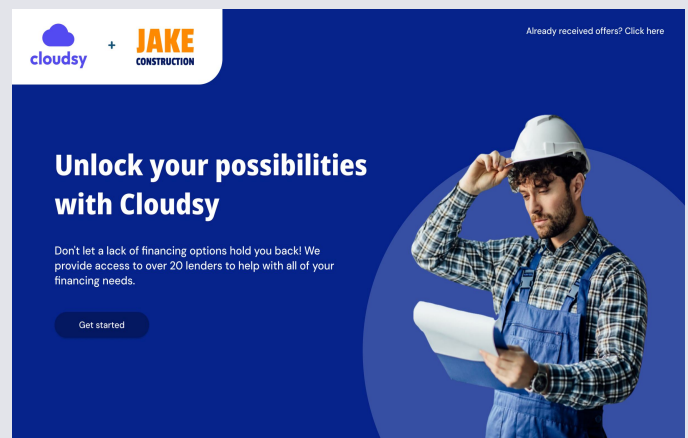 cloudsy
+
JAKE
CONSTRUCTION
Already received offers? Click here
Unlock your possibilities
with Cloudsy
Don't let a lack of financing options hold you back! We
provide access to over 20 lenders to help with all of your
financing needs.
Get started